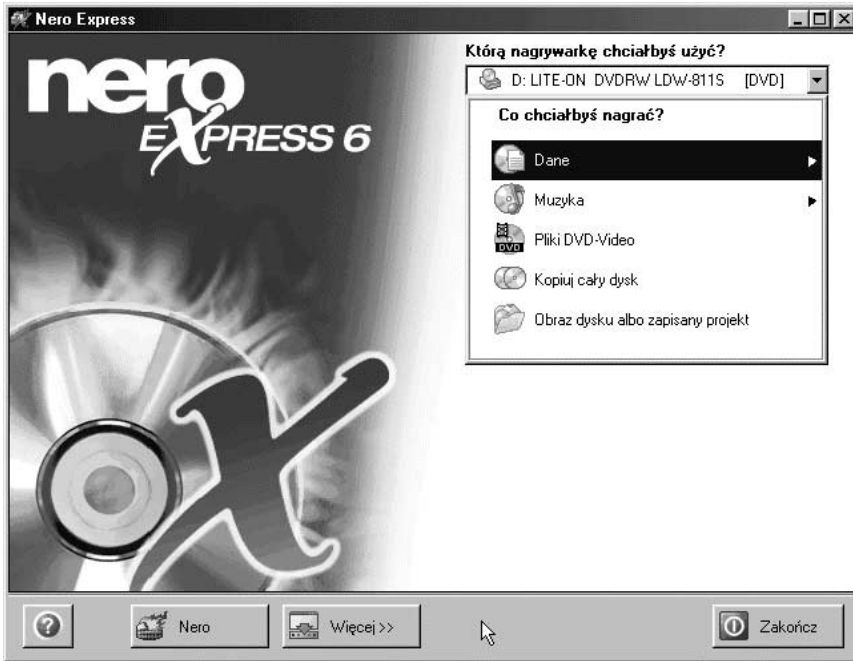 Nero Express
nero
EXPRESS 6
Którą nagrywarkę chciałbyś użyć?
D: LITE-ON DVDRW LDW-811S [DVD]
Co chciałbyś nagrać?
Dane
Muzyka
DVD
Pliki DVD-Video
Kopiuj cały dysk
Obraz dysku albo zapisany projekt
?
Nero
Więcej >>
Zakończ